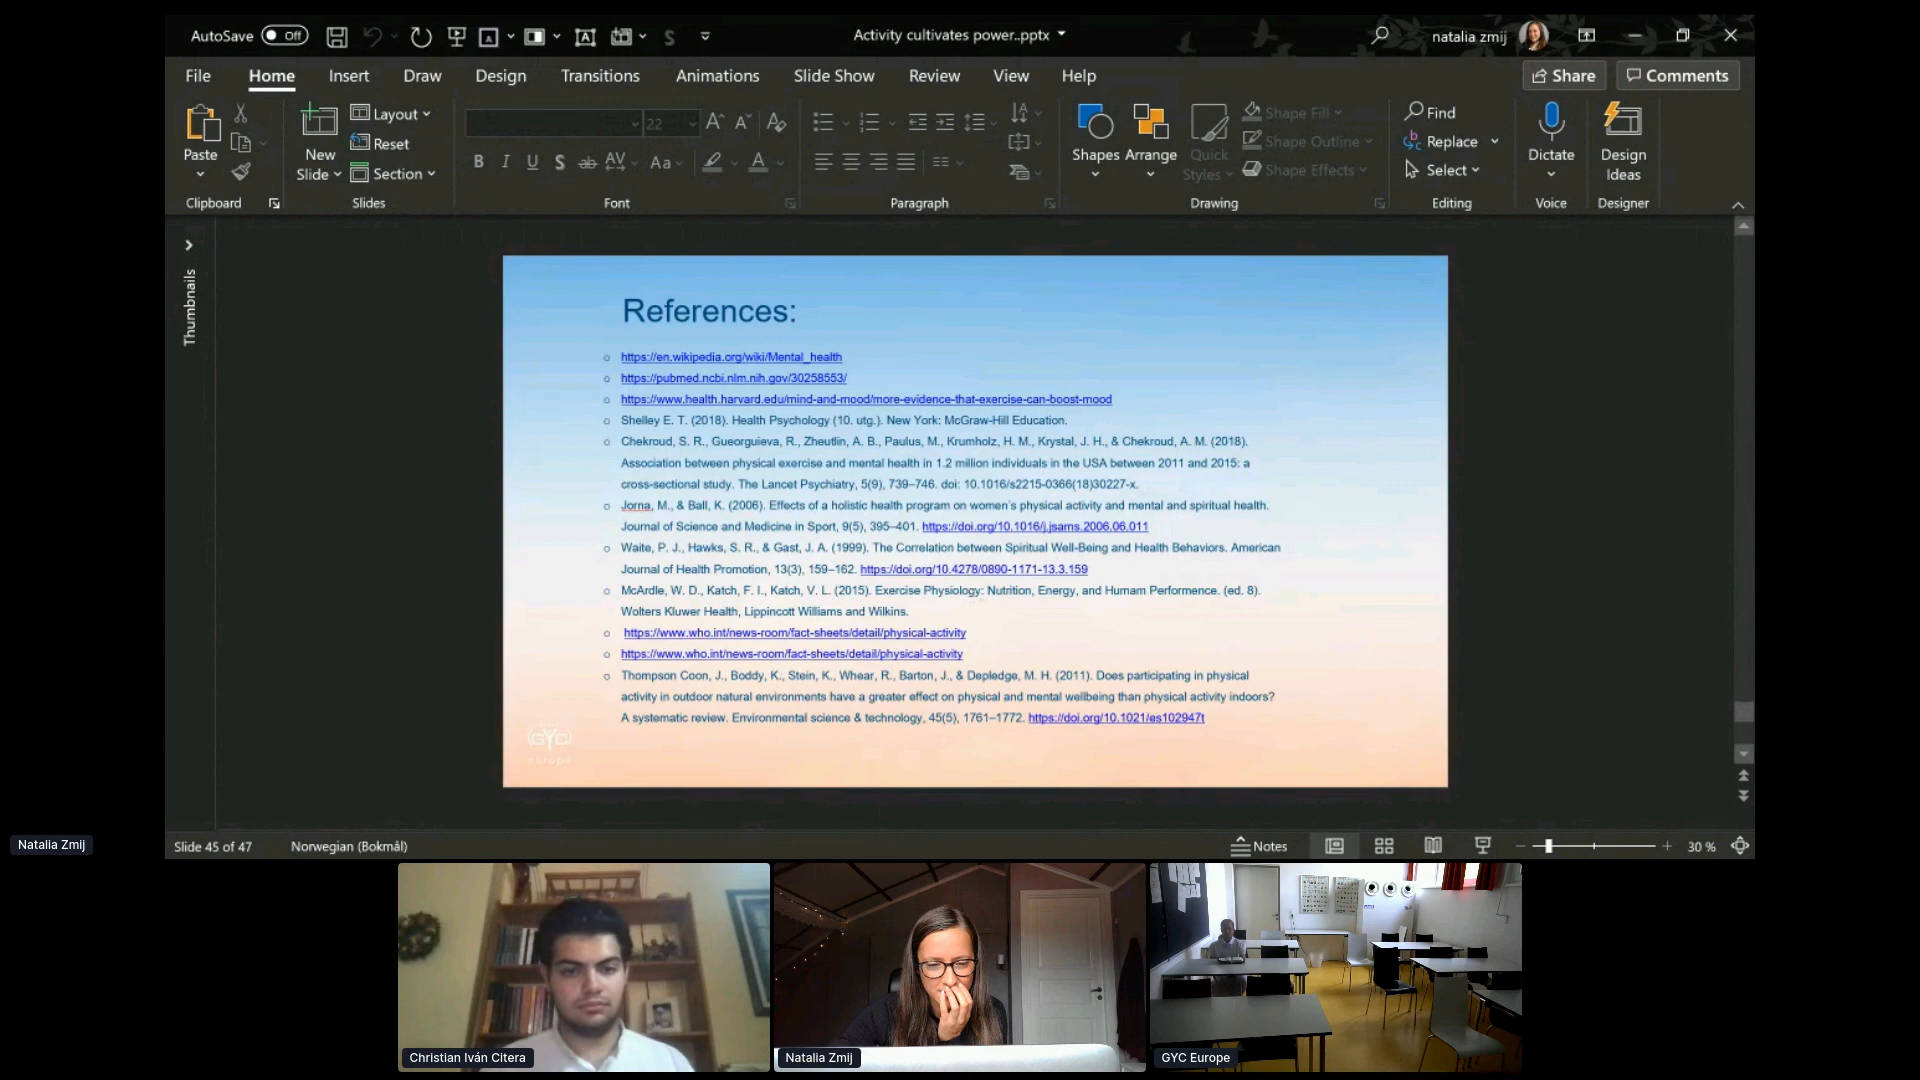 AutoSave Off
Activity cultivates power..pptx
natalia zmij
File Home Insert Draw Design Transitions Animations Slide Show Review View Help
Share Comments
Paste
New Slide
Layout
Reset
Section
22
B I U S ab AV Aa A
Shapes Arrange Quick Styles
Shape Fill
Shape Outline
Shape Effects
Find
Replace
Select
Dictate
Design Ideas
Clipboard Slides Font Paragraph Drawing Editing Voice Designer
Thumbnails
References:
https://en.wikipedia.org/wiki/Mental_health
https://pubmed.ncbi.nlm.nih.gov/30258553/
https://www.health.harvard.edu/mind-and-mood/more-evidence-that-exercise-can-boost-mood
Shelley E. T. (2018). Health Psychology (10. utg.). New York: McGraw-Hill Education.
Chekroud, S. R., Gueorguieva, R., Zheutlin, A. B., Paulus, M., Krumholz, H. M., Krystal, J. H., & Chekroud, A. M. (2018).
Association between physical exercise and mental health in 1.2 million individuals in the USA between 2011 and 2015: a
cross-sectional study. The Lancet Psychiatry, 5(9), 739–746. doi: 10.1016/s2215-0366(18)30227-x.
Jorna, M., & Ball, K. (2006). Effects of a holistic health program on women's physical activity and mental and spiritual health.
Journal of Science and Medicine in Sport, 9(5), 395–401. https://doi.org/10.1016/j.jsams.2006.06.011
Waite, P. J., Hawks, S. R., & Gast, J. A. (1999). The Correlation between Spiritual Well-Being and Health Behaviors. American
Journal of Health Promotion, 13(3), 159–162. https://doi.org/10.4278/0890-1171-13.3.159
McArdle, W. D., Katch, F. I., Katch, V. L. (2015). Exercise Physiology: Nutrition, Energy, and Humam Performence. (ed. 8).
Wolters Kluwer Health, Lippincott Williams and Wilkins.
https://www.who.int/news-room/fact-sheets/detail/physical-activity
https://www.who.int/news-room/fact-sheets/detail/physical-activity
Thompson Coon, J., Boddy, K., Stein, K., Whear, R., Barton, J., & Depledge, M. H. (2011). Does participating in physical
activity in outdoor natural environments have a greater effect on physical and mental wellbeing than physical activity indoors?
A systematic review. Environmental science & technology, 45(5), 1761–1772. https://doi.org/10.1021/es102947t
GYC
europe
Natalia Zmij
Slide 45 of 47 Norwegian (Bokmål)
Notes
30 %
Christian Iván Citera
Natalia Zmij
GYC Europe